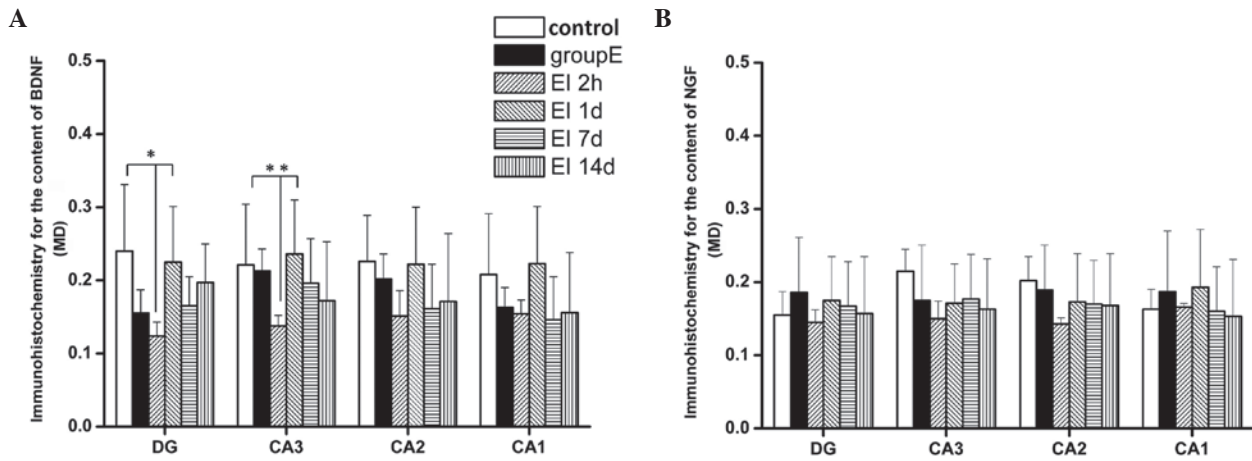 A
Immunohistochemistry for the content of BDNF
(MD)
0.5
0.4
0.3
0.2
0.1
0.0
control
groupE
EI 2h
EI 1d
EI 7d
EI 14d
*
**
DG CA3 CA2 CA1
B
Immunohistochemistry for the content of NGF
(MD)
0.5
0.4
0.3
0.2
0.1
0.0
DG CA3 CA2 CA1